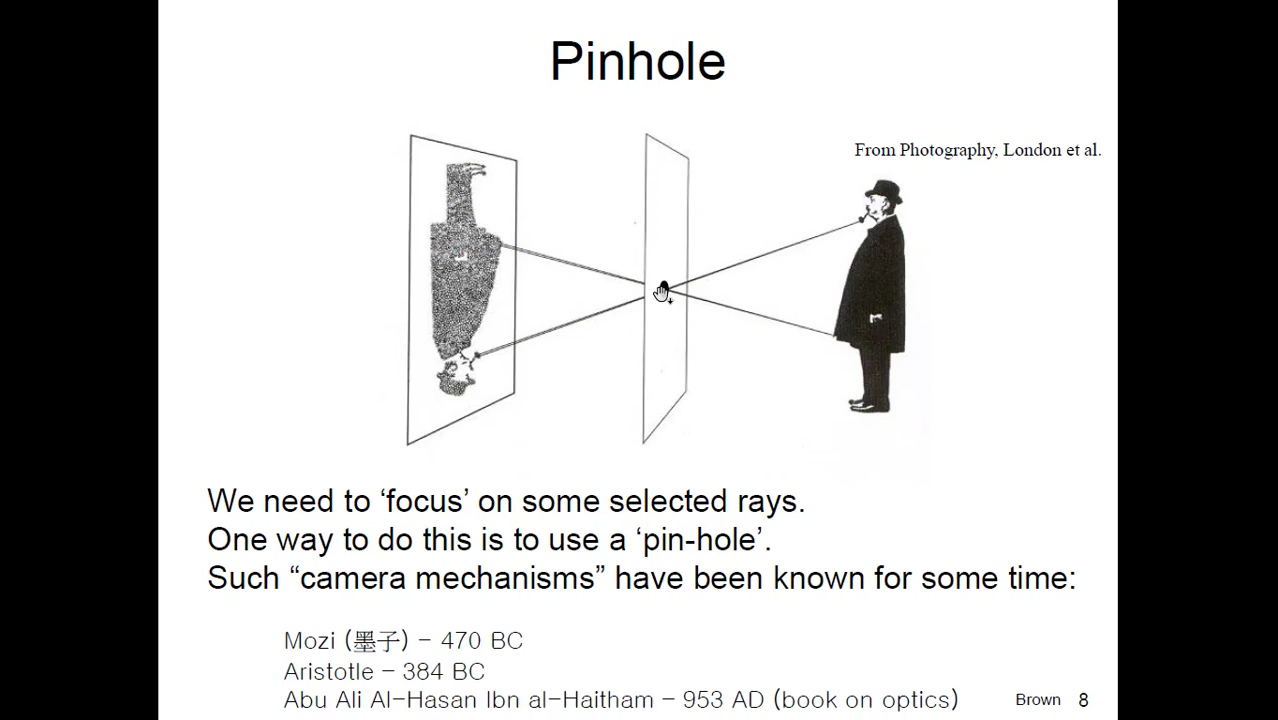 Pinhole
From Photography, London et al.
We need to ‘focus’ on some selected rays.
One way to do this is to use a ‘pin-hole’.
Such “camera mechanisms” have been known for some time:
Mozi (墨子) – 470 BC
Aristotle – 384 BC
Abu Ali Al-Hasan Ibn al-Haitham – 953 AD (book on optics)
Brown 8